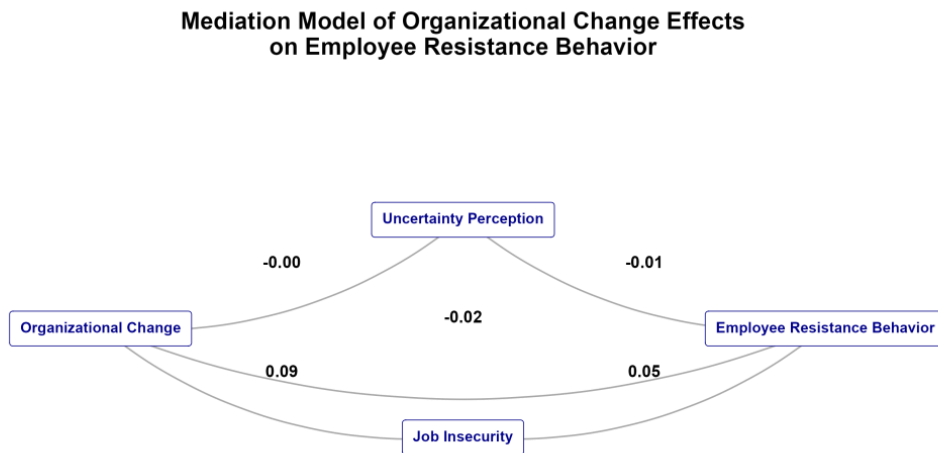 Mediation Model of Organizational Change Effects
on Employee Resistance Behavior
Uncertainty Perception
-0.00
-0.01
-0.02
Organizational Change
Employee Resistance Behavior
0.09
0.05
Job Insecurity